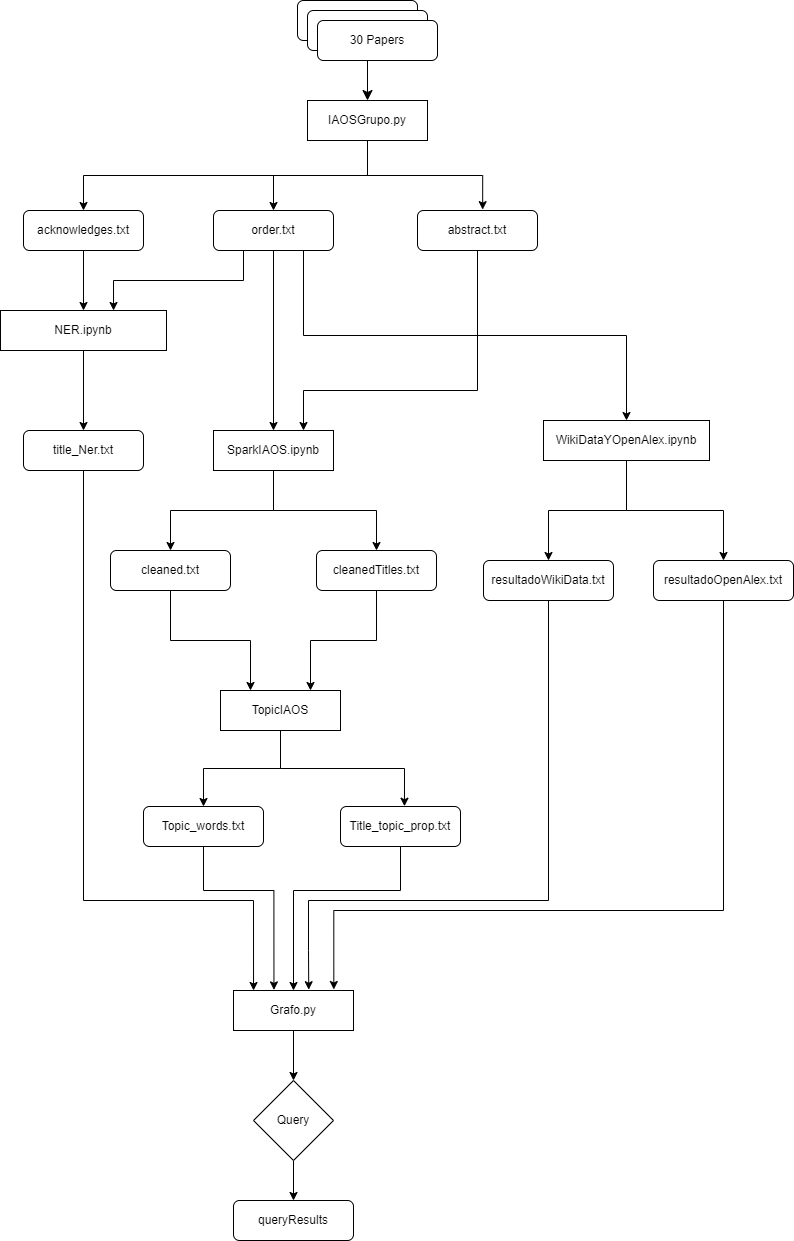 30 Papers
IAOSGrupo.py
acknowledges.txt
order.txt
abstract.txt
NER.ipynb
title_Ner.txt
SparkIAOS.ipynb
WikiDataYOpenAlex.ipynb
cleaned.txt
cleanedTitles.txt
resultadoWikiData.txt
resultadoOpenAlex.txt
TopicIAOS
Topic_words.txt
Title_topic_prop.txt
Grafo.py
Query
queryResults